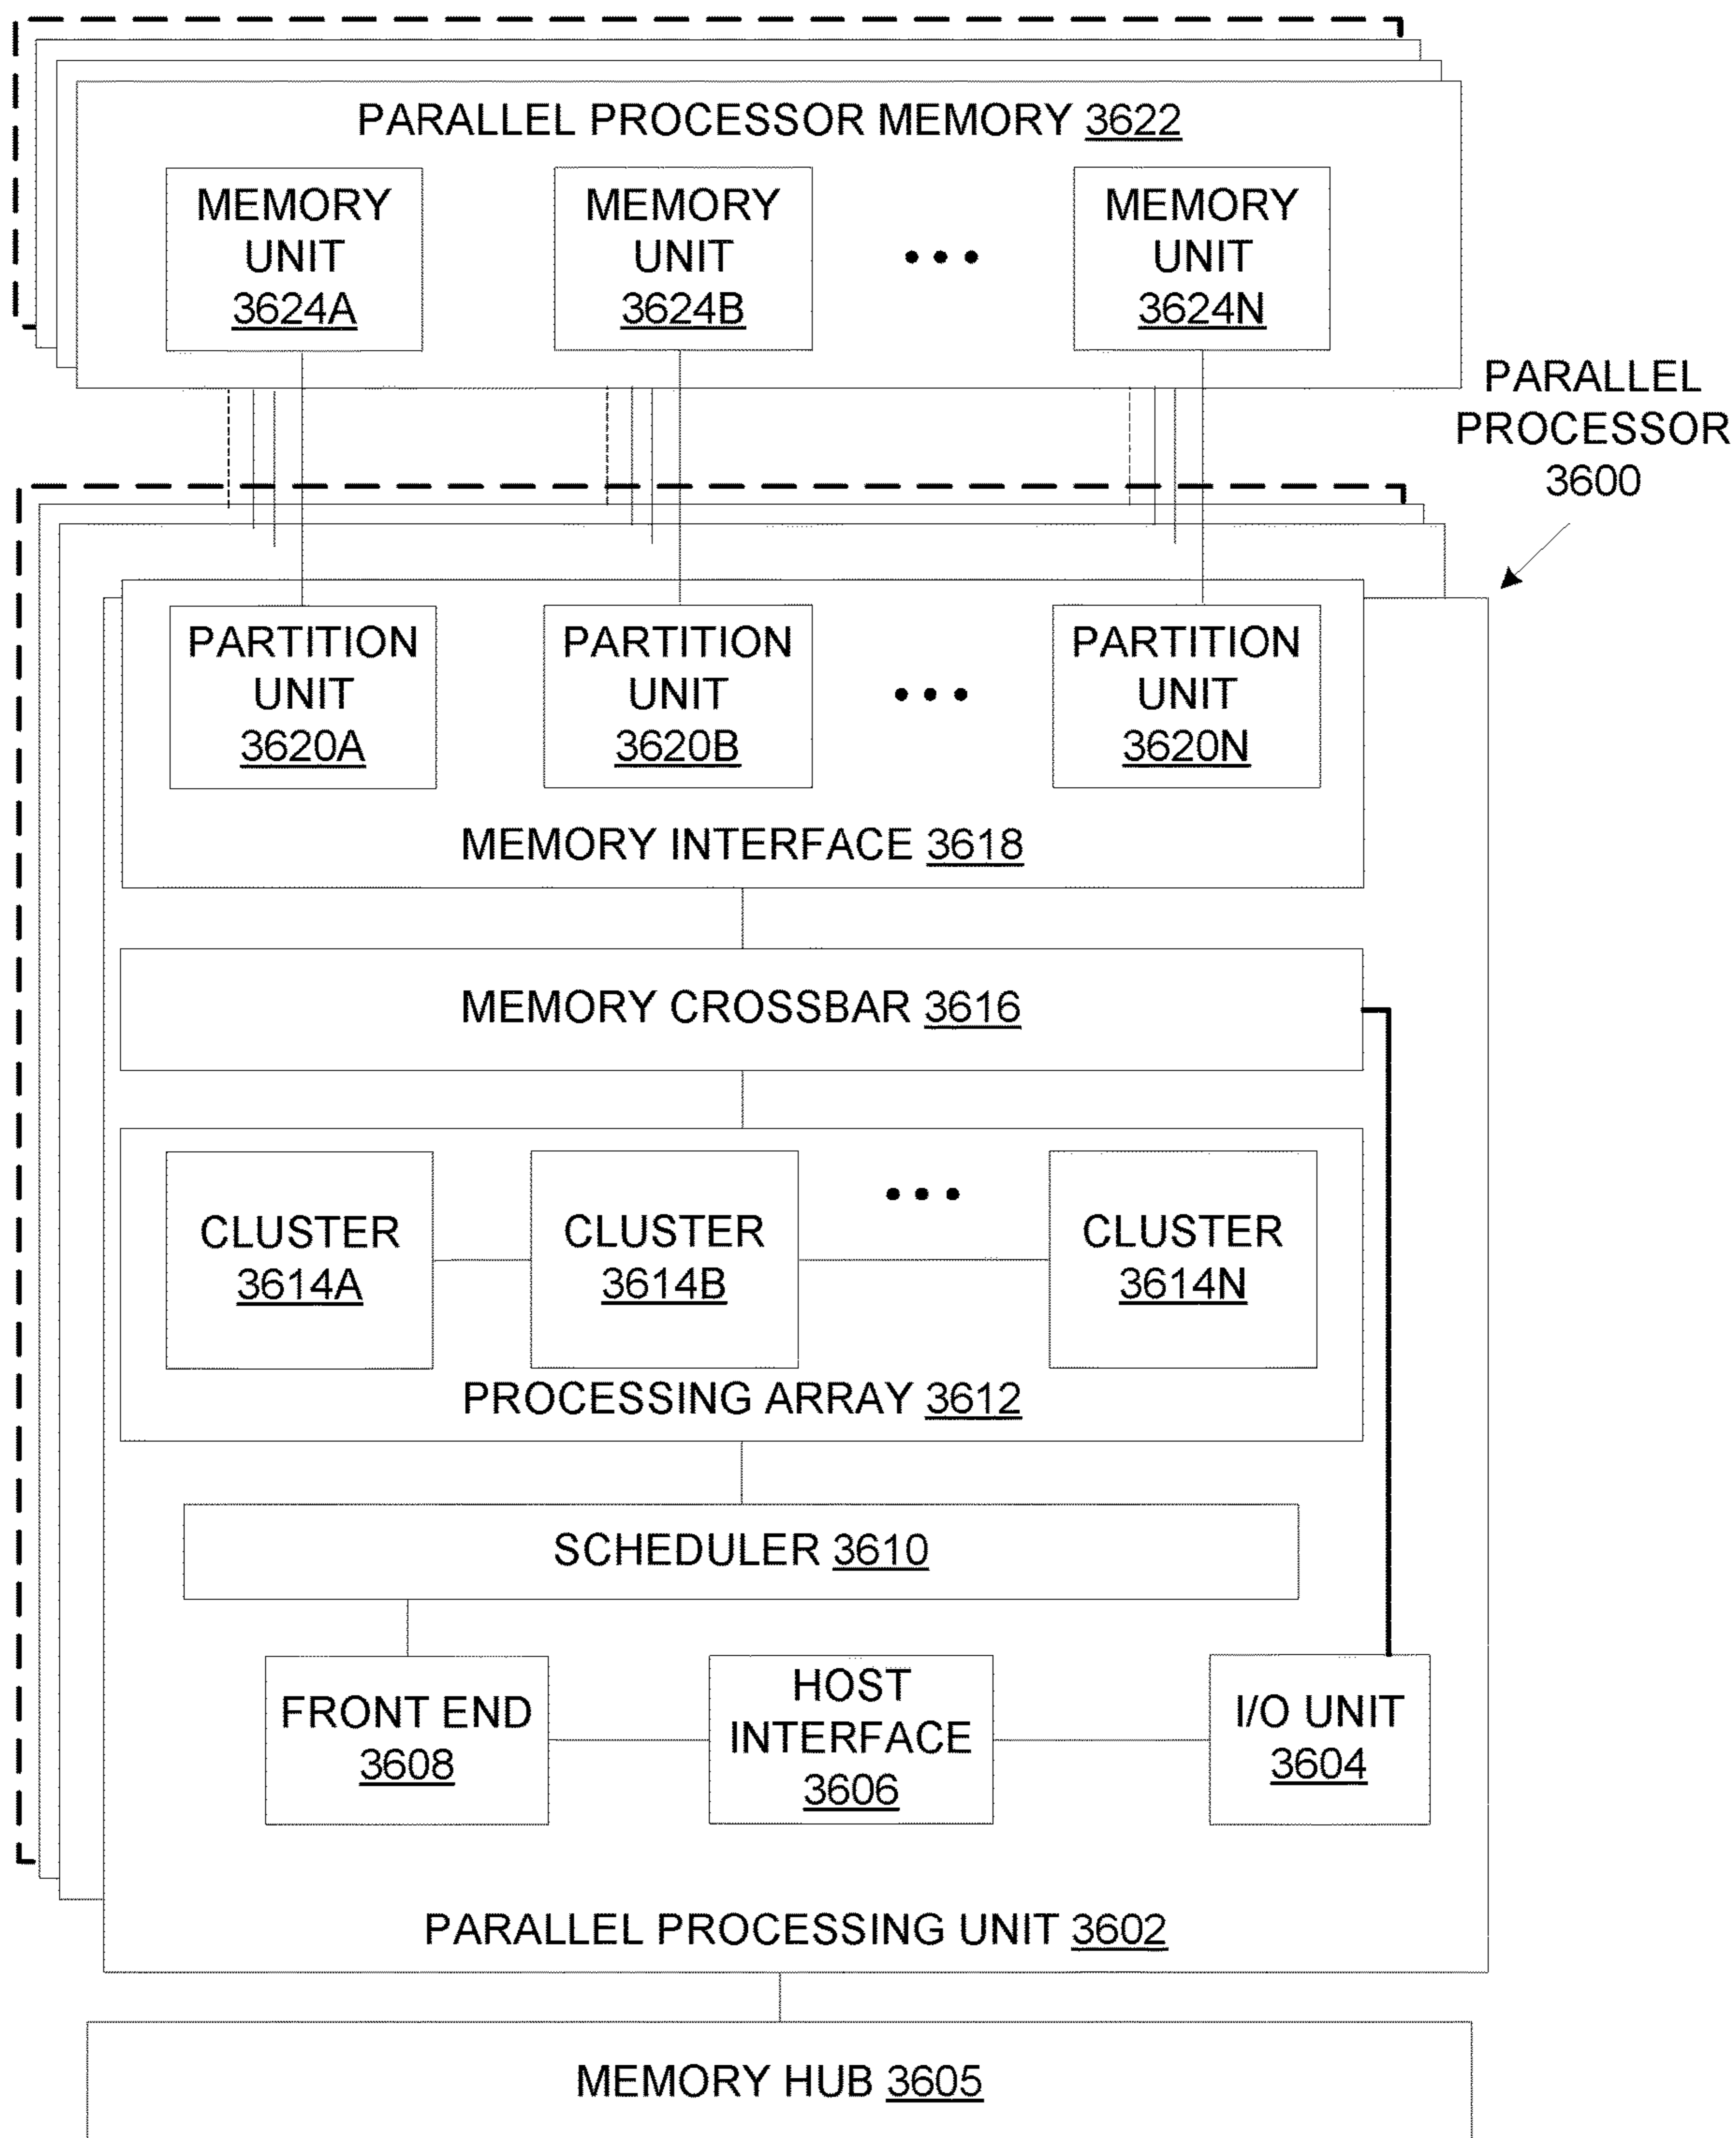 PARALLEL PROCESSOR MEMORY 3622
MEMORY
UNIT
3624A
MEMORY
UNIT
3624B
MEMORY
UNIT
3624N
PARALLEL
PROCESSOR
3600
PARTITION
UNIT
3620A
PARTITION
UNIT
3620B
PARTITION
UNIT
3620N
MEMORY INTERFACE 3618
MEMORY CROSSBAR 3616
CLUSTER
3614A
CLUSTER
3614B
CLUSTER
3614N
PROCESSING ARRAY 3612
SCHEDULER 3610
FRONT END
3608
HOST
INTERFACE
3606
I/O UNIT
3604
PARALLEL PROCESSING UNIT 3602
MEMORY HUB 3605